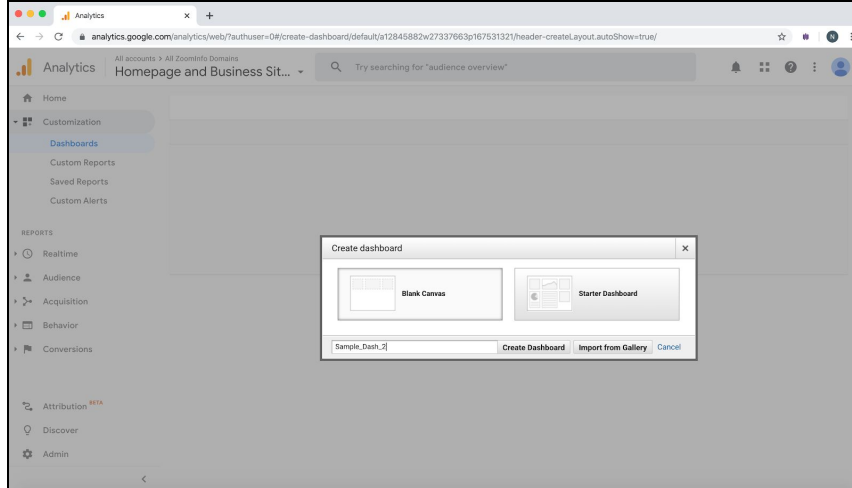 Analytics
analytics.google.com/analytics/web/?authuser=0#/create-dashboard/default/a12845882w27337663p167531321/header-createLayout.autoShow=true/
N
Analytics
All accounts > All ZoomInfo Domains
Homepage and Business Sit...
Try searching for "audience overview"
Home
Customization
Dashboards
Custom Reports
Saved Reports
Custom Alerts
REPORTS
Realtime
Audience
Acquisition
Behavior
Conversions
Attribution BETA
Discover
Admin
Create dashboard
Blank Canvas
Starter Dashboard
Sample_Dash_2
Create Dashboard
Import from Gallery
Cancel